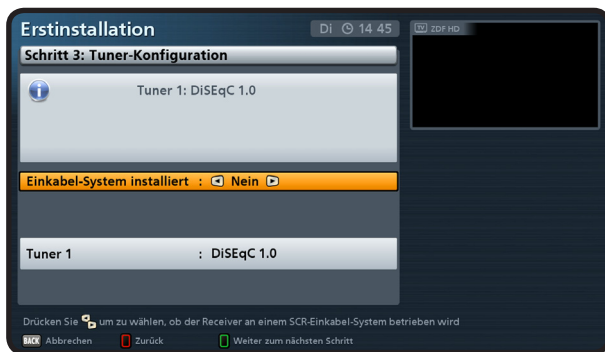 Erstinstallation
Di 14 45
TV ZDF HD
Schritt 3: Tuner-Konfiguration
Tuner 1: DiSEqC 1.0
Einkabel-System installiert : Nein
Tuner 1 : DiSEqC 1.0
Drücken Sie um zu wählen, ob der Receiver an einem SCR-Einkabel-System betrieben wird
BACK Abbrechen Zurück Weiter zum nächsten Schritt